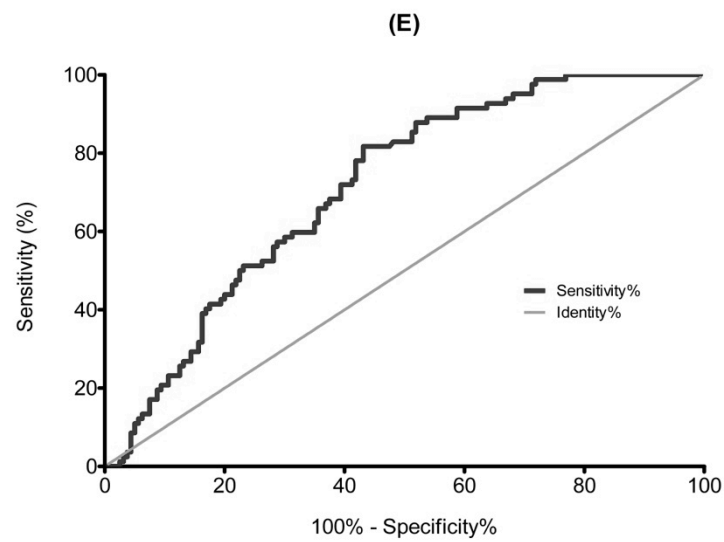 (E)
100
80
60
40
20
0
Sensitivity (%)
Sensitivity%
Identity%
0 20 40 60 80 100
100% - Specificity%